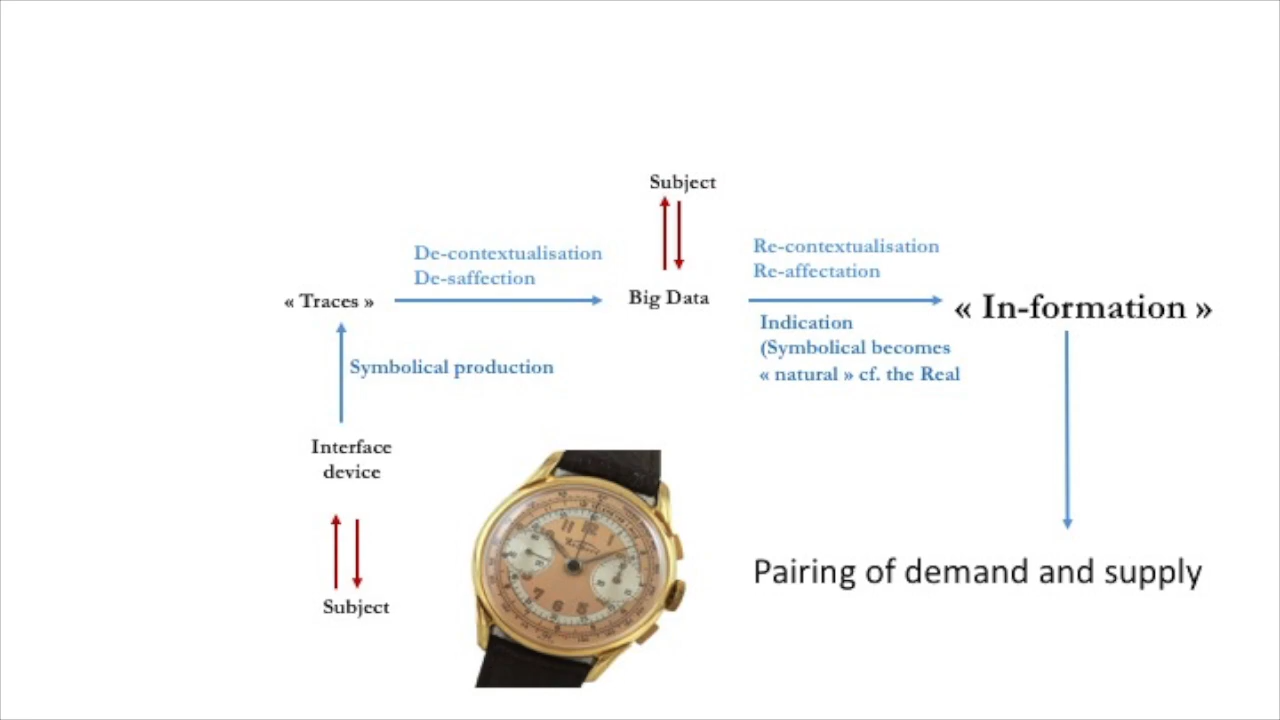 Subject
De-contextualisation
De-saffection
Re-contextualisation
Re-affectation
« Traces »
Big Data
« In-formation »
Indication
(Symbolical becomes
« natural » cf. the Real
Symbolical production
Interface
device
Subject
Pairing of demand and supply